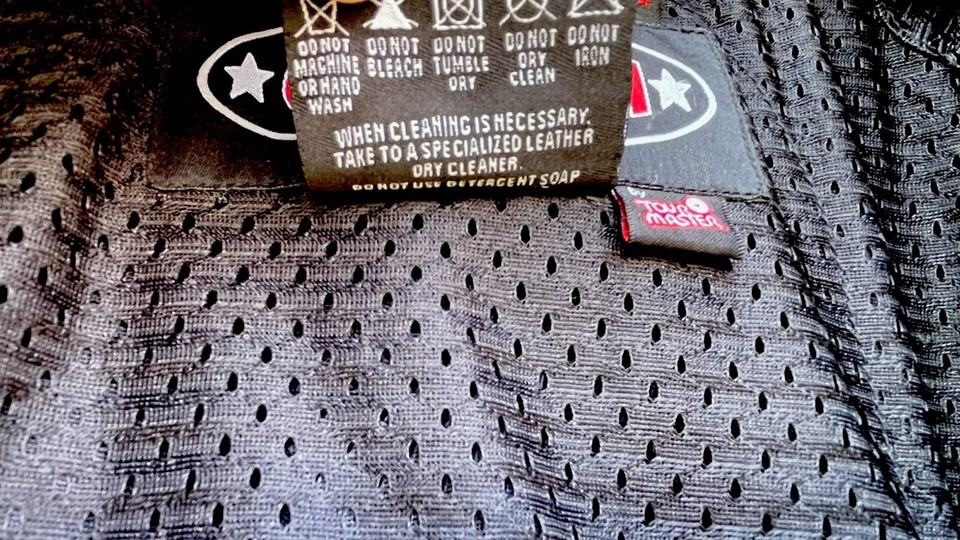 DO NOT MACHINE OR HAND WASH
DO NOT BLEACH
DO NOT TUMBLE DRY
DO NOT DRY CLEAN
DO NOT IRON
WHEN CLEANING IS NECESSARY.
TAKE TO A SPECIALIZED LEATHER
DRY CLEANER.
DO NOT USE DETERGENT SOAP
TOUR
MASTER